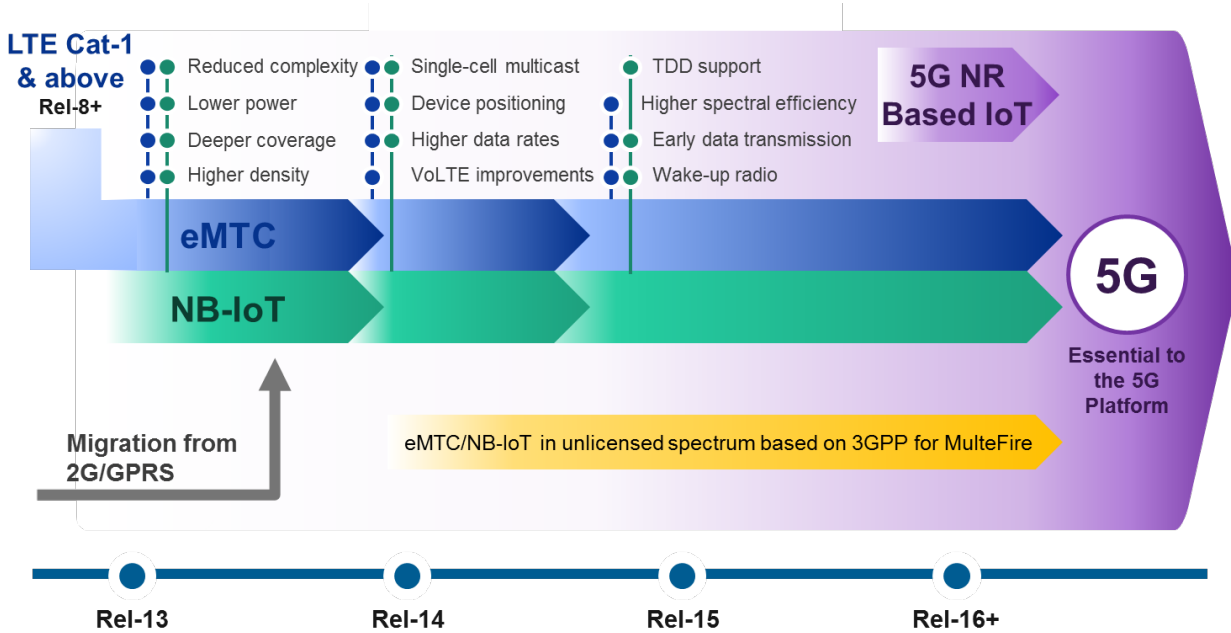 LTE Cat-1
& above
Rel-8+
Reduced complexity
Lower power
Deeper coverage
Higher density
Single-cell multicast
Device positioning
Higher data rates
VoLTE improvements
TDD support
Higher spectral efficiency
Early data transmission
Wake-up radio
5G NR
Based IoT
eMTC
NB-IoT
5G
Essential to
the 5G
Platform
Migration from
2G/GPRS
eMTC/NB-IoT in unlicensed spectrum based on 3GPP for MulteFire
Rel-13
Rel-14
Rel-15
Rel-16+